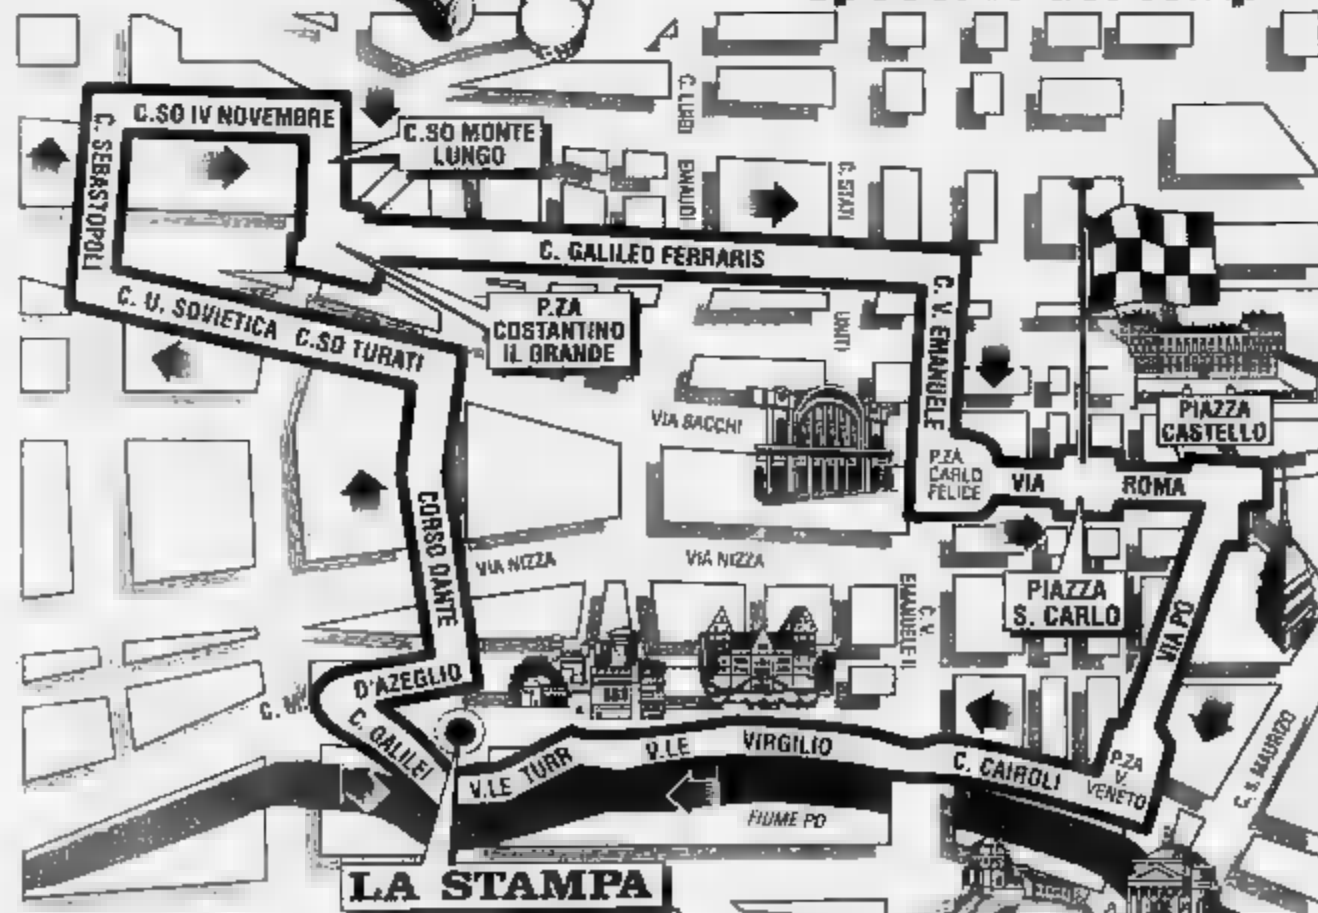 C.SO IV NOVEMBRE
C. SEBASTOPOLI
C.SO MONTE
LUNGO
C. LUIGI
EINAUDI
C. STATI
UNITI
C. GALILEO FERRARIS
C. V. EMANUELE
C. U. SOVIETICA
C.SO TURATI
P.ZA
COSTANTINO
IL GRANDE
PIAZZA
CASTELLO
VIA SACCHI
P.ZA
CARLO
FELICE
VIA ROMA
CORSO DANTE
VIA NIZZA
VIA NIZZA
PIAZZA
S. CARLO
C. V.
EMANUELE II
VIA PO
D'AZEGLIO
C. GALILEI
V.LE TURR
V.LE VIRGILIO
C. CAIROLI
P.ZA
V.
VENETO
C. S. MAURIZIO
FIUME PO
LA STAMPA